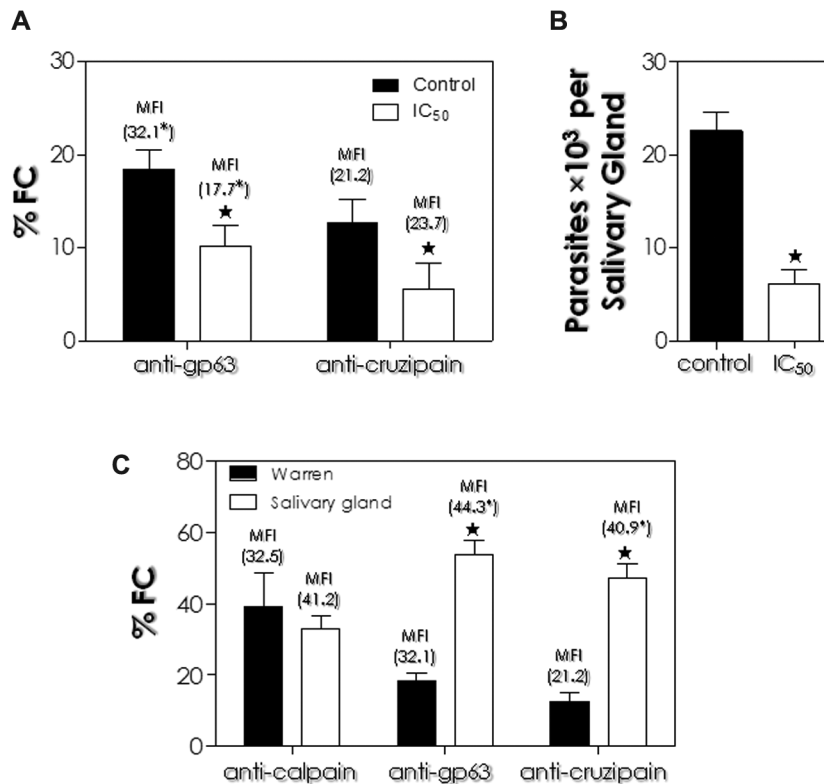 A
% FC
30
20
10
0
Control
IC50
MFI
(32.1*)
MFI
(17.7*)
★
MFI
(21.2)
MFI
(23.7)
★
anti-gp63
anti-cruzipain
B
Parasites ×10³ per
Salivary Gland
30
20
10
0
★
control
IC50
C
% FC
80
60
40
20
0
Warren
Salivary gland
MFI
(32.5)
MFI
(41.2)
MFI
(32.1)
MFI
(44.3*)
★
MFI
(21.2)
MFI
(40.9*)
★
anti-calpain
anti-gp63
anti-cruzipain